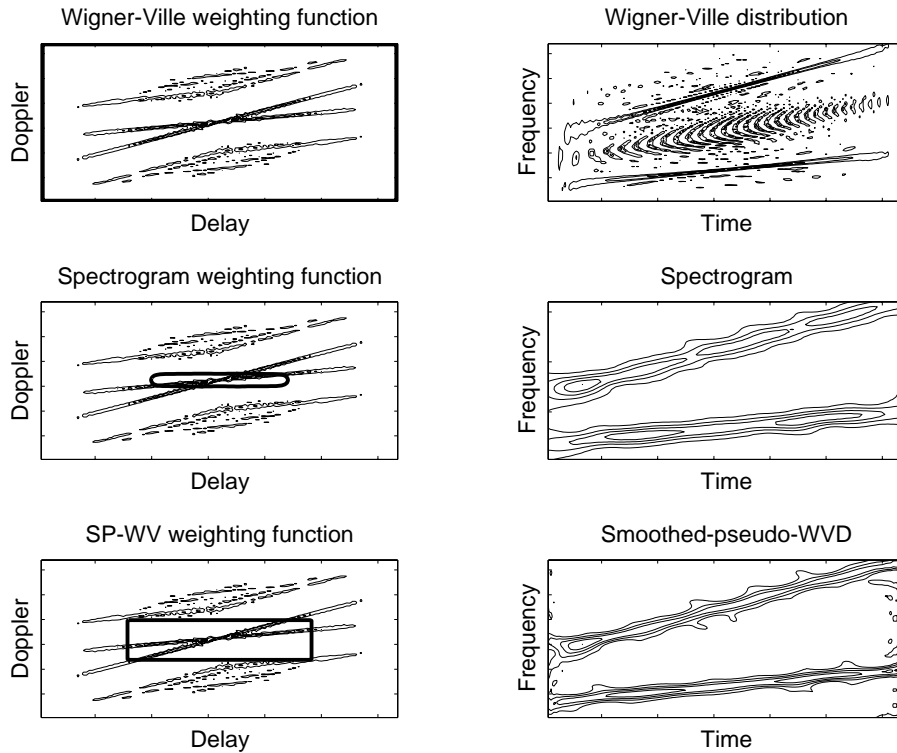 Wigner-Ville weighting function
Doppler
Delay
Wigner-Ville distribution
Frequency
Time
Spectrogram weighting function
Doppler
Delay
Spectrogram
Frequency
Time
SP-WV weighting function
Doppler
Delay
Smoothed-pseudo-WVD
Frequency
Time